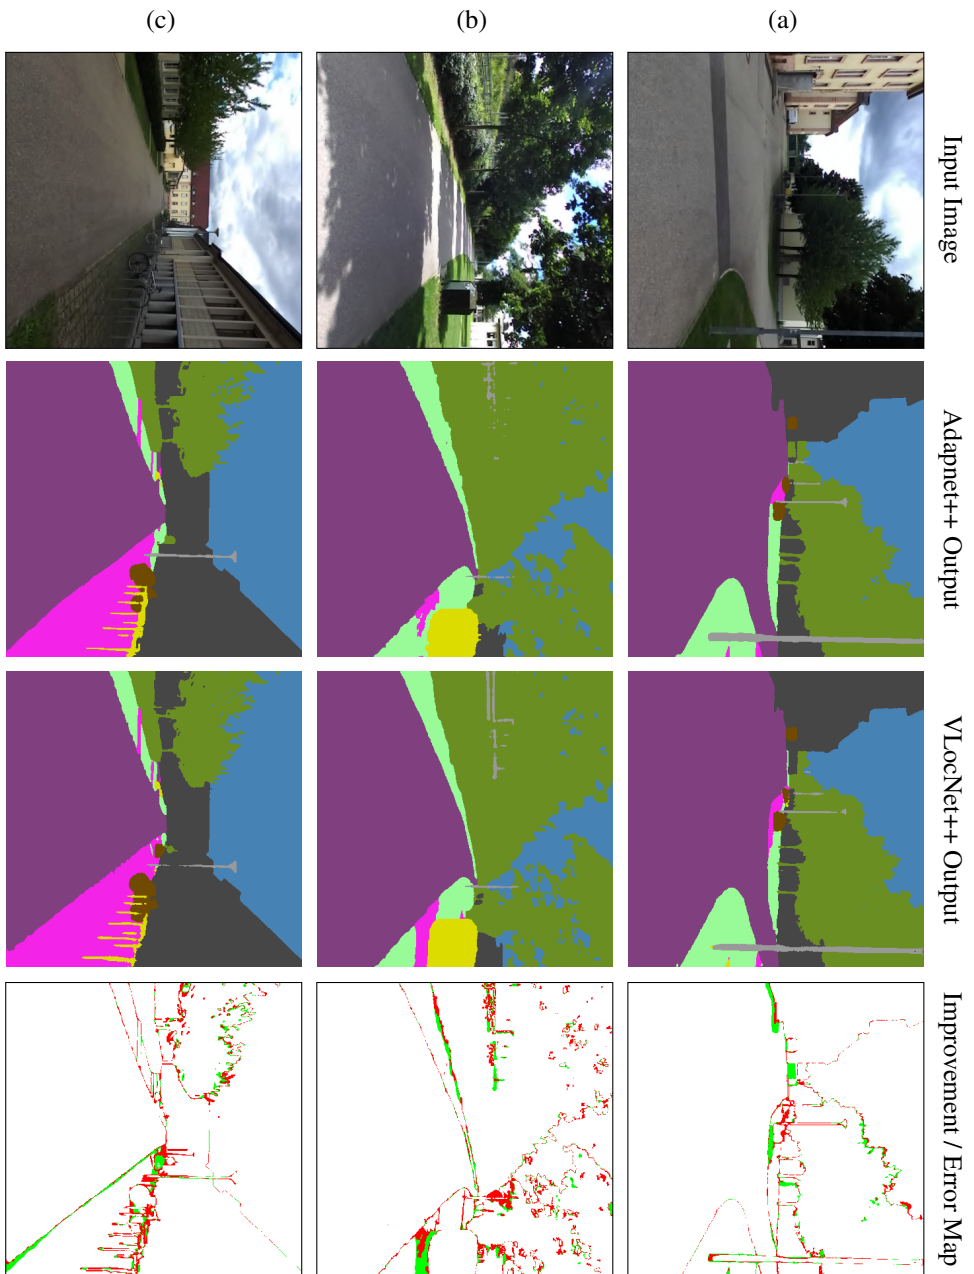 (c)
(b)
(a)
Input Image
Adapnet++ Output
VLocNet++ Output
Improvement / Error Map